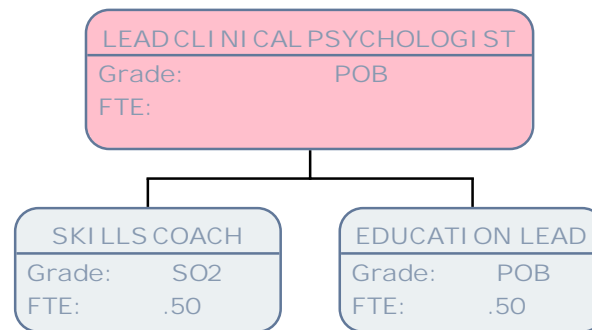 LEAD CLINICAL PSYCHOLOGIST
Grade: POB
FTE:
SKILLS COACH
Grade: SO2
FTE: .50
EDUCATION LEAD
Grade: POB
FTE: .50